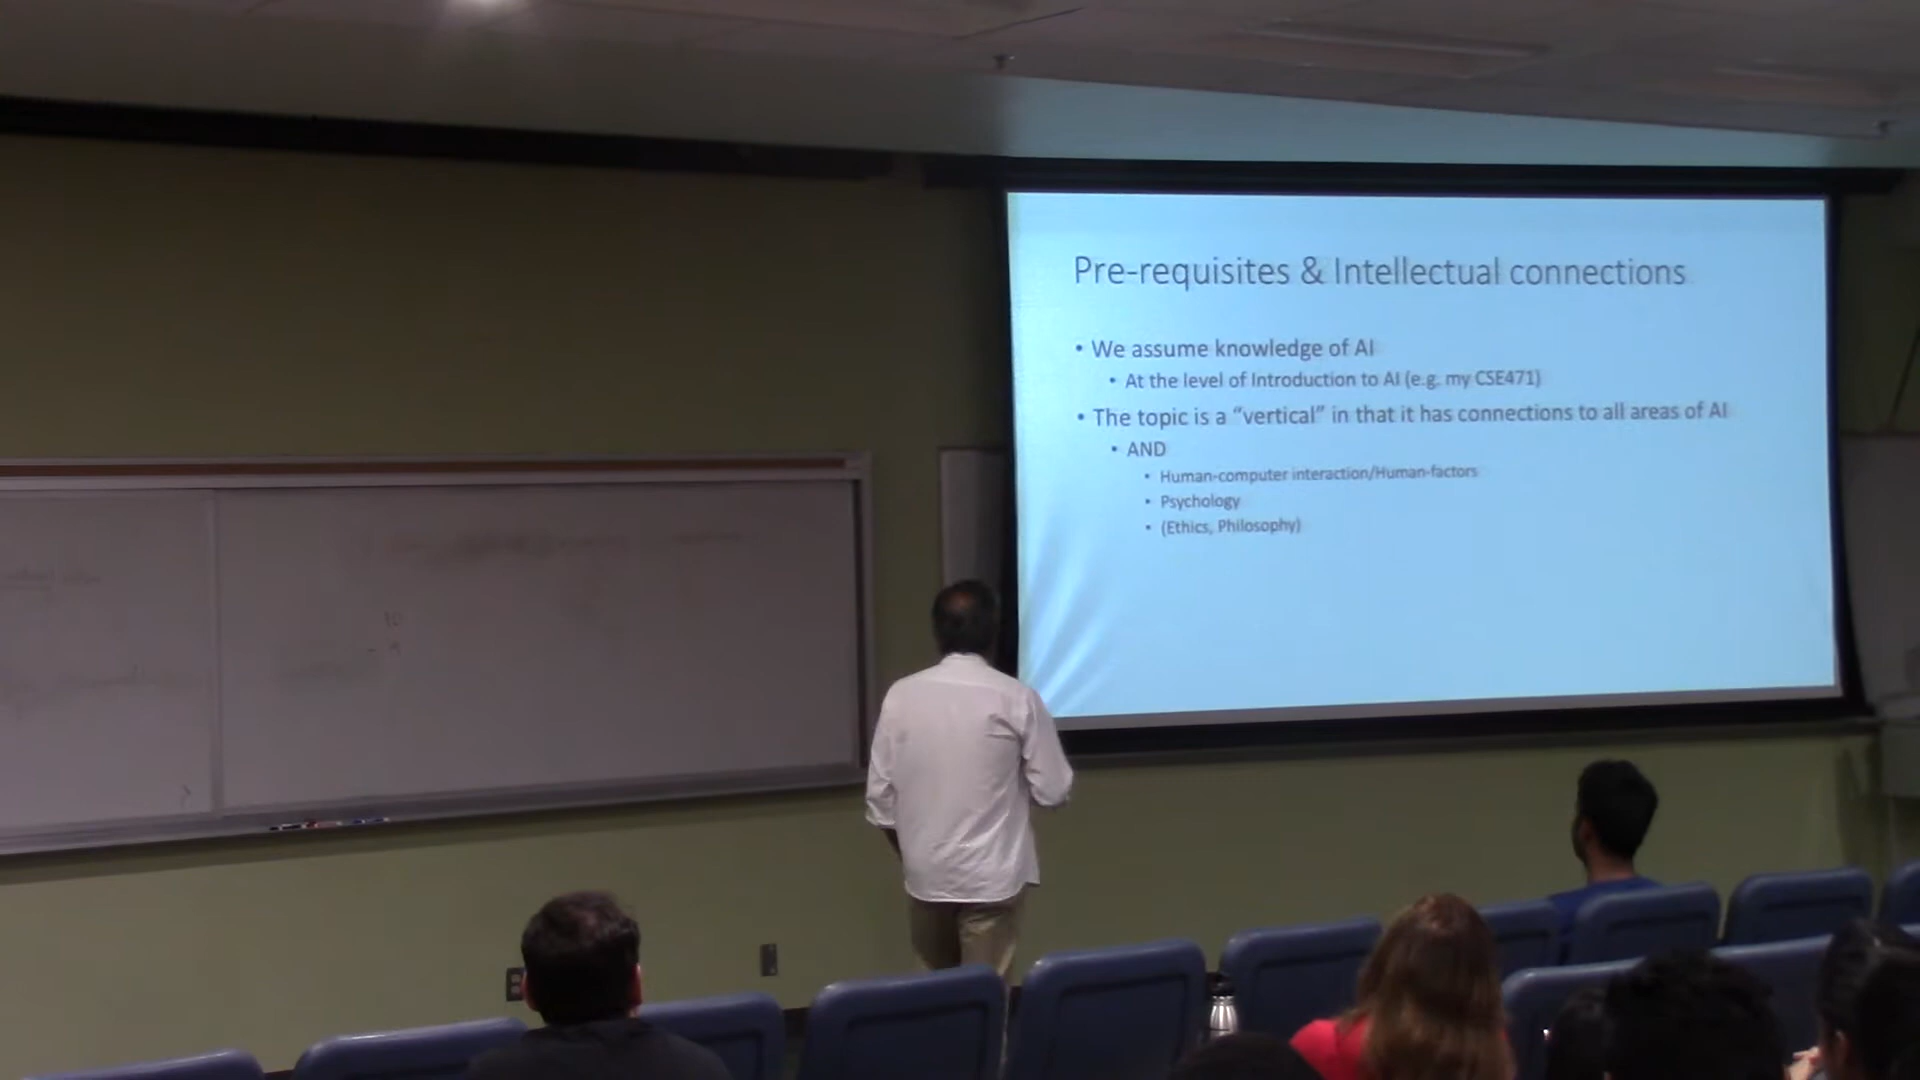 Pre-requisites & Intellectual connections
• We assume knowledge of AI
• At the level of Introduction to AI (e.g. my CSE471)
• The topic is a “vertical” in that it has connections to all areas of AI
• AND
• Human-computer interaction/Human-factors
• Psychology
• (Ethics, Philosophy)